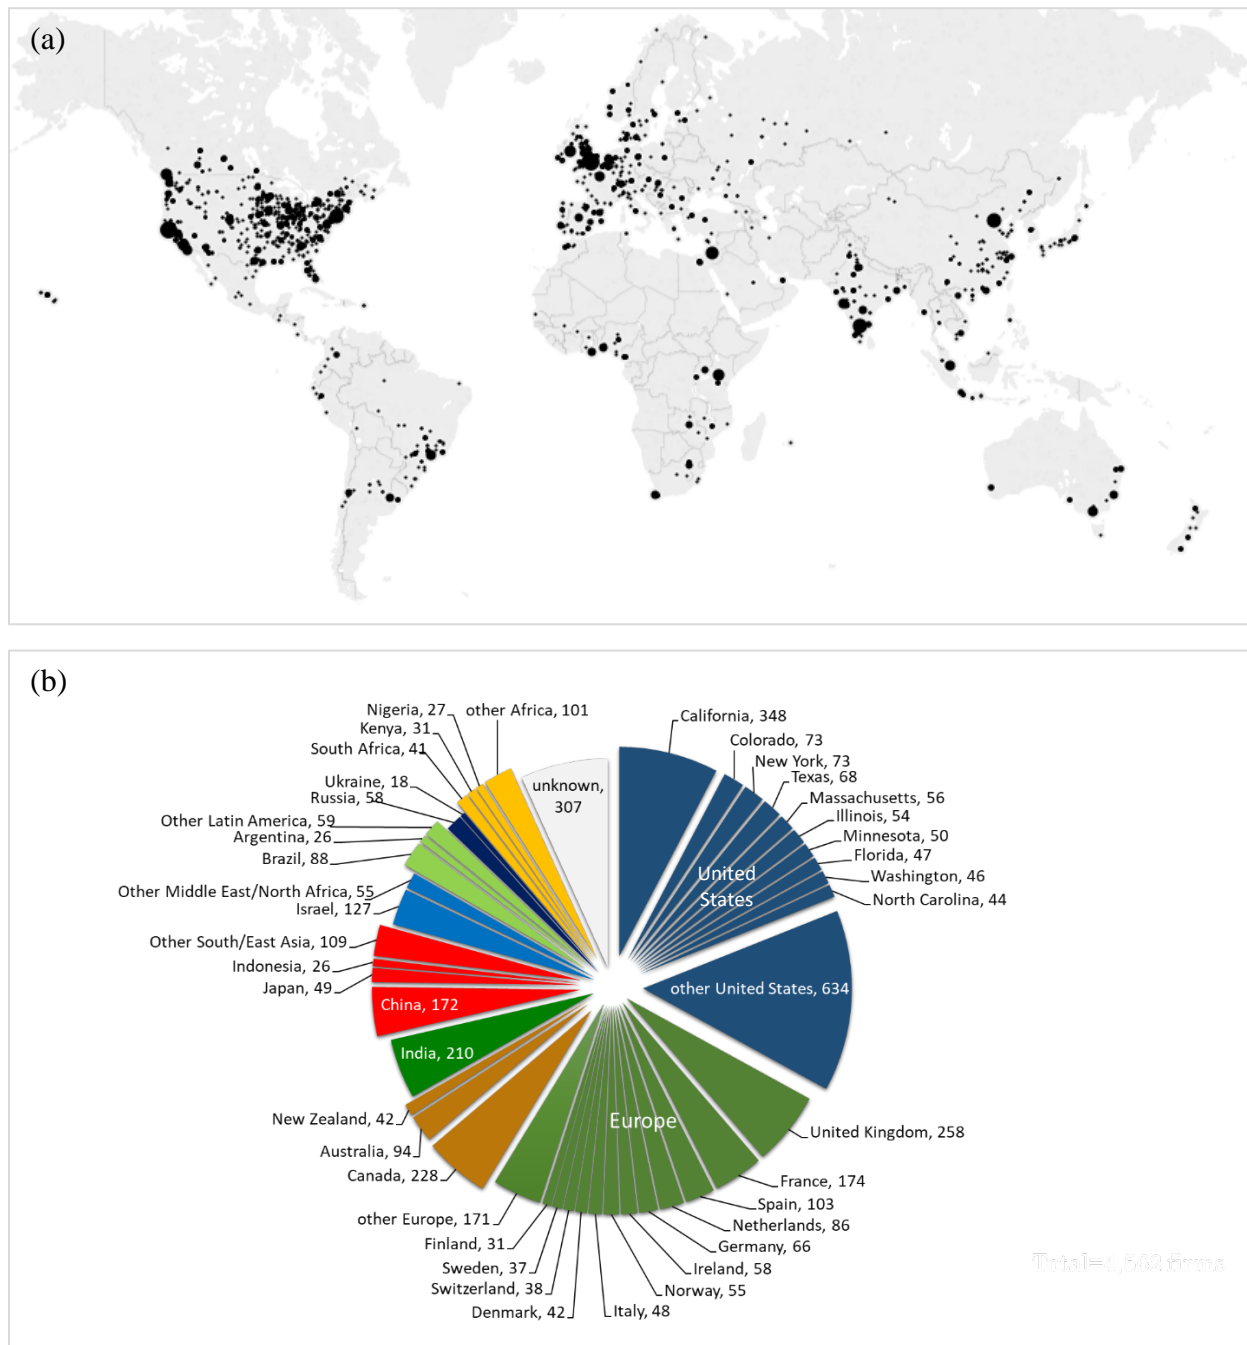 (a)
(b)
Nigeria, 27
other Africa, 101
Kenya, 31
South Africa, 41
Ukraine, 18
Russia, 58
Other Latin America, 59
Argentina, 26
Brazil, 88
Other Middle East/North Africa, 55
Israel, 127
Other South/East Asia, 109
Indonesia, 26
Japan, 49
China, 172
India, 210
New Zealand, 42
Australia, 94
Canada, 228
other Europe, 171
Finland, 31
Sweden, 37
Switzerland, 38
Denmark, 42
Italy, 48
Norway, 55
Ireland, 58
Germany, 66
Netherlands, 86
Spain, 103
France, 174
United Kingdom, 258
Europe
other United States, 634
United
States
North Carolina, 44
Washington, 46
Florida, 47
Minnesota, 50
Illinois, 54
Massachusetts, 56
Texas, 68
New York, 73
Colorado, 73
California, 348
unknown,
307
Total=4,562 firms